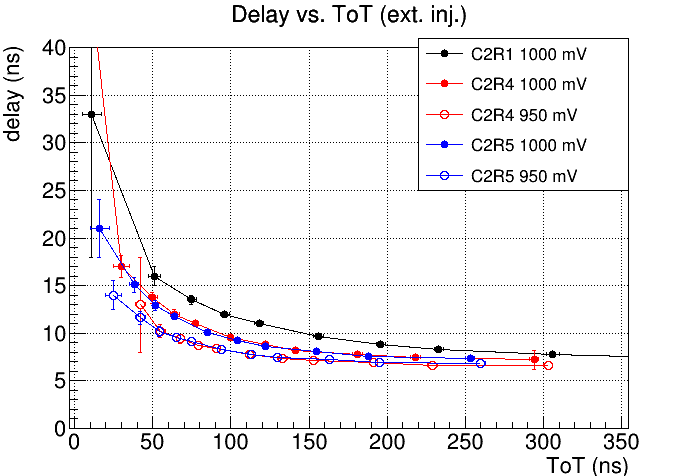 Delay vs. ToT (ext. inj.)
delay (ns)
C2R1 1000 mV
C2R4 1000 mV
C2R4 950 mV
C2R5 1000 mV
C2R5 950 mV
40
35
30
25
20
15
10
5
0
0 50 100 150 200 250 300 350
ToT (ns)